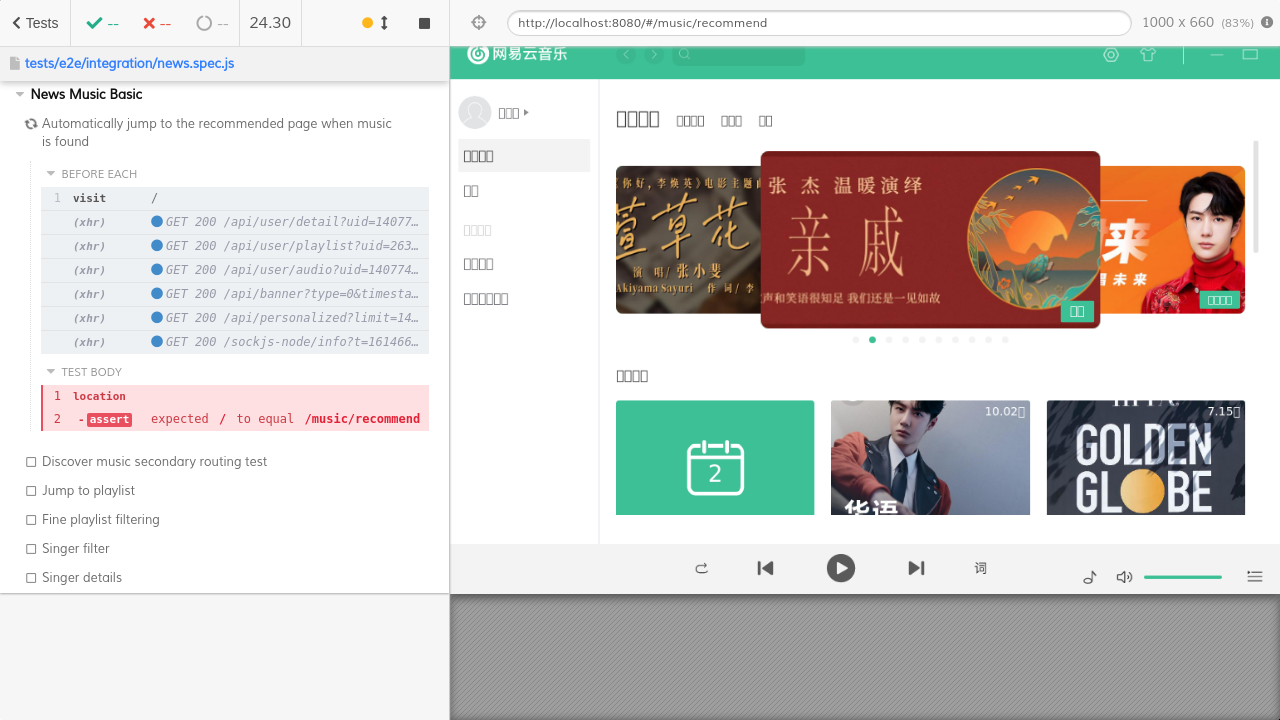 Tests
--
--
--
24.30
http://localhost:8080/#/music/recommend
1000 x 660 (83%)
tests/e2e/integration/news.spec.js
网易云音乐
News Music Basic
Automatically jump to the recommended page when music
is found
BEFORE EACH
1 visit /
(xhr) GET 200 /api/user/detail?uid=14077…
(xhr) GET 200 /api/user/playlist?uid=263…
(xhr) GET 200 /api/user/audio?uid=140774…
(xhr) GET 200 /api/banner?type=0&timesta…
(xhr) GET 200 /api/personalized?limit=14…
(xhr) GET 200 /sockjs-node/info?t=161466…
TEST BODY
1 location
2 - assert expected / to equal /music/recommend
Discover music secondary routing test
Jump to playlist
Fine playlist filtering
Singer filter
Singer details
《你好,李焕英》电影主题曲
萱草花
演 唱/ 张小斐
Akiyama Sayuri 作 词/ 李
张 杰 温暖演绎
亲 戚
声和笑语很知足 我们还是一见如故
来
唱未来
2
10.02
华语
7.15
GOLDEN
GLOBE
词